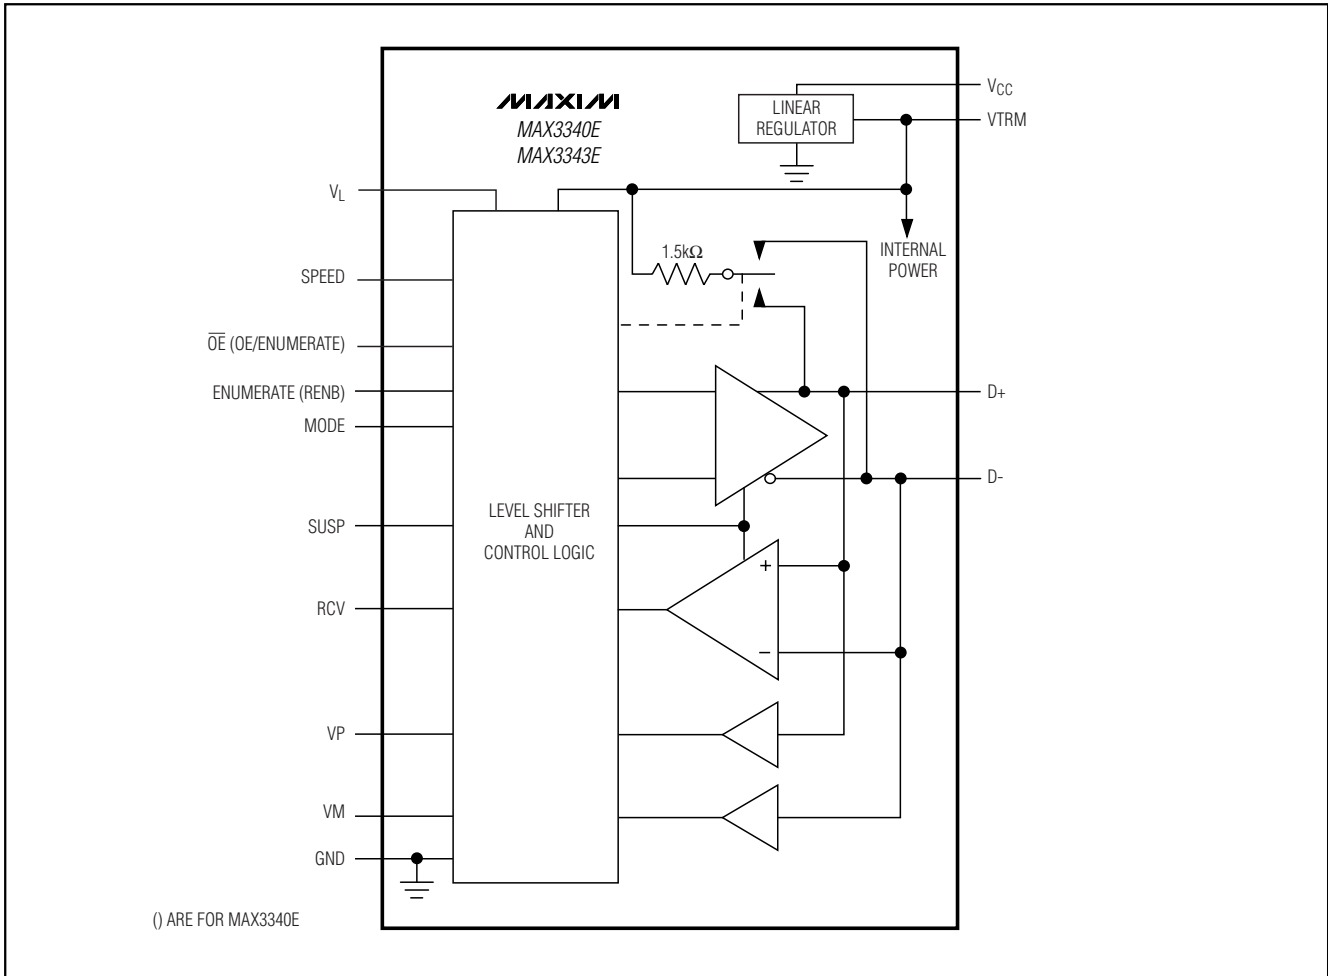 MAXIM
MAX3340E
MAX3343E
LINEAR
REGULATOR
VCC
VTRM
VL
INTERNAL
POWER
1.5kΩ
SPEED
OE (OE/ENUMERATE)
ENUMERATE (RENB)
MODE
D+
D-
LEVEL SHIFTER
AND
CONTROL LOGIC
SUSP
+
RCV
−
VP
VM
GND
() ARE FOR MAX3340E